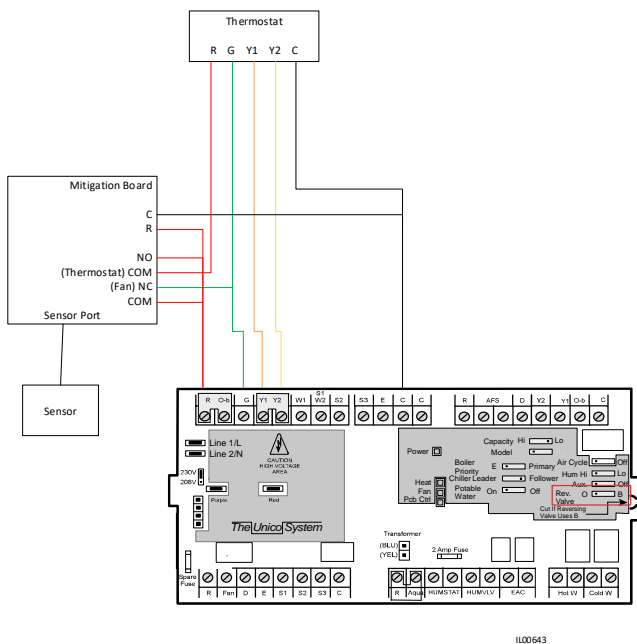 Thermostat
R G Y1 Y2 C
Mitigation Board
C
R
NO
(Thermostat) COM
(Fan) NC
COM
Sensor Port
Sensor
R O-b G Y1 Y2 W1 S1 W2 S2 S3 E C C R AFS D Y2 Y1 O-b C
Line 1/L
Line 2/N
230V
208V
CAUTION
HIGH VOLTAGE
AREA
Purple
Red
The Unico System
Power
Capacity Hi Lo
Model
Boiler
Priority
E Primary
Chiller Leader Follower
Potable
Water
On Off
Heat
Fan
Pcb Ctrl
Air Cycle Off
Hum Hi Lo
Aux. Off
Rev.
Valve
O B
Cut If Reversing
Valve Uses B
Transformer
(BLU)
(YEL)
2 Amp Fuse
Spare
Fuse
R Fan D E S1 S2 S3 C R Aqua HUMSTAT HUMVLV EAC Hot W Cold W
IL00643